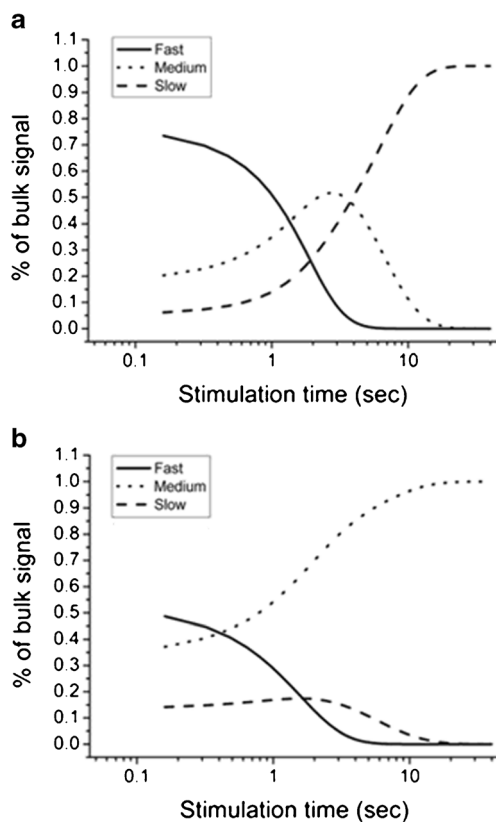 a
1.1
1.0
0.9
0.8
0.7
0.6
0.5
0.4
0.3
0.2
0.1
0.0
% of bulk signal
Fast
Medium
Slow
0.1
1
10
Stimulation time (sec)
b
1.1
1.0
0.9
0.8
0.7
0.6
0.5
0.4
0.3
0.2
0.1
0.0
% of bulk signal
Fast
Medium
Slow
0.1
1
10
Stimulation time (sec)